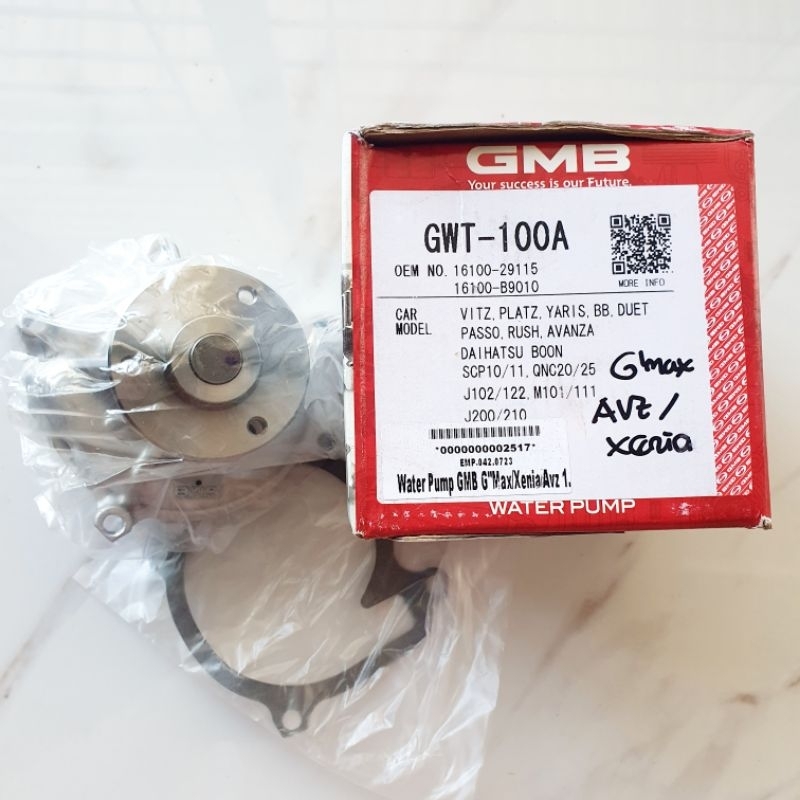 GMB
Your success is our Future.
GWT-100A
OEM NO. 16100-29115
16100-B9010
MORE INFO
CAR MODEL
VITZ, PLATZ, YARIS, BB, DUET
PASSO, RUSH, AVANZA
DAIHATSU BOON
SCP10/11, QNC20/25
J102/122, M101/111
J200/210
Gmax
AVZ/
Xenia
*0000000002517*
EMP.042.0723
Water Pump GMB G"Max/Xenia/Avz 1.
WATER PUMP
GMB